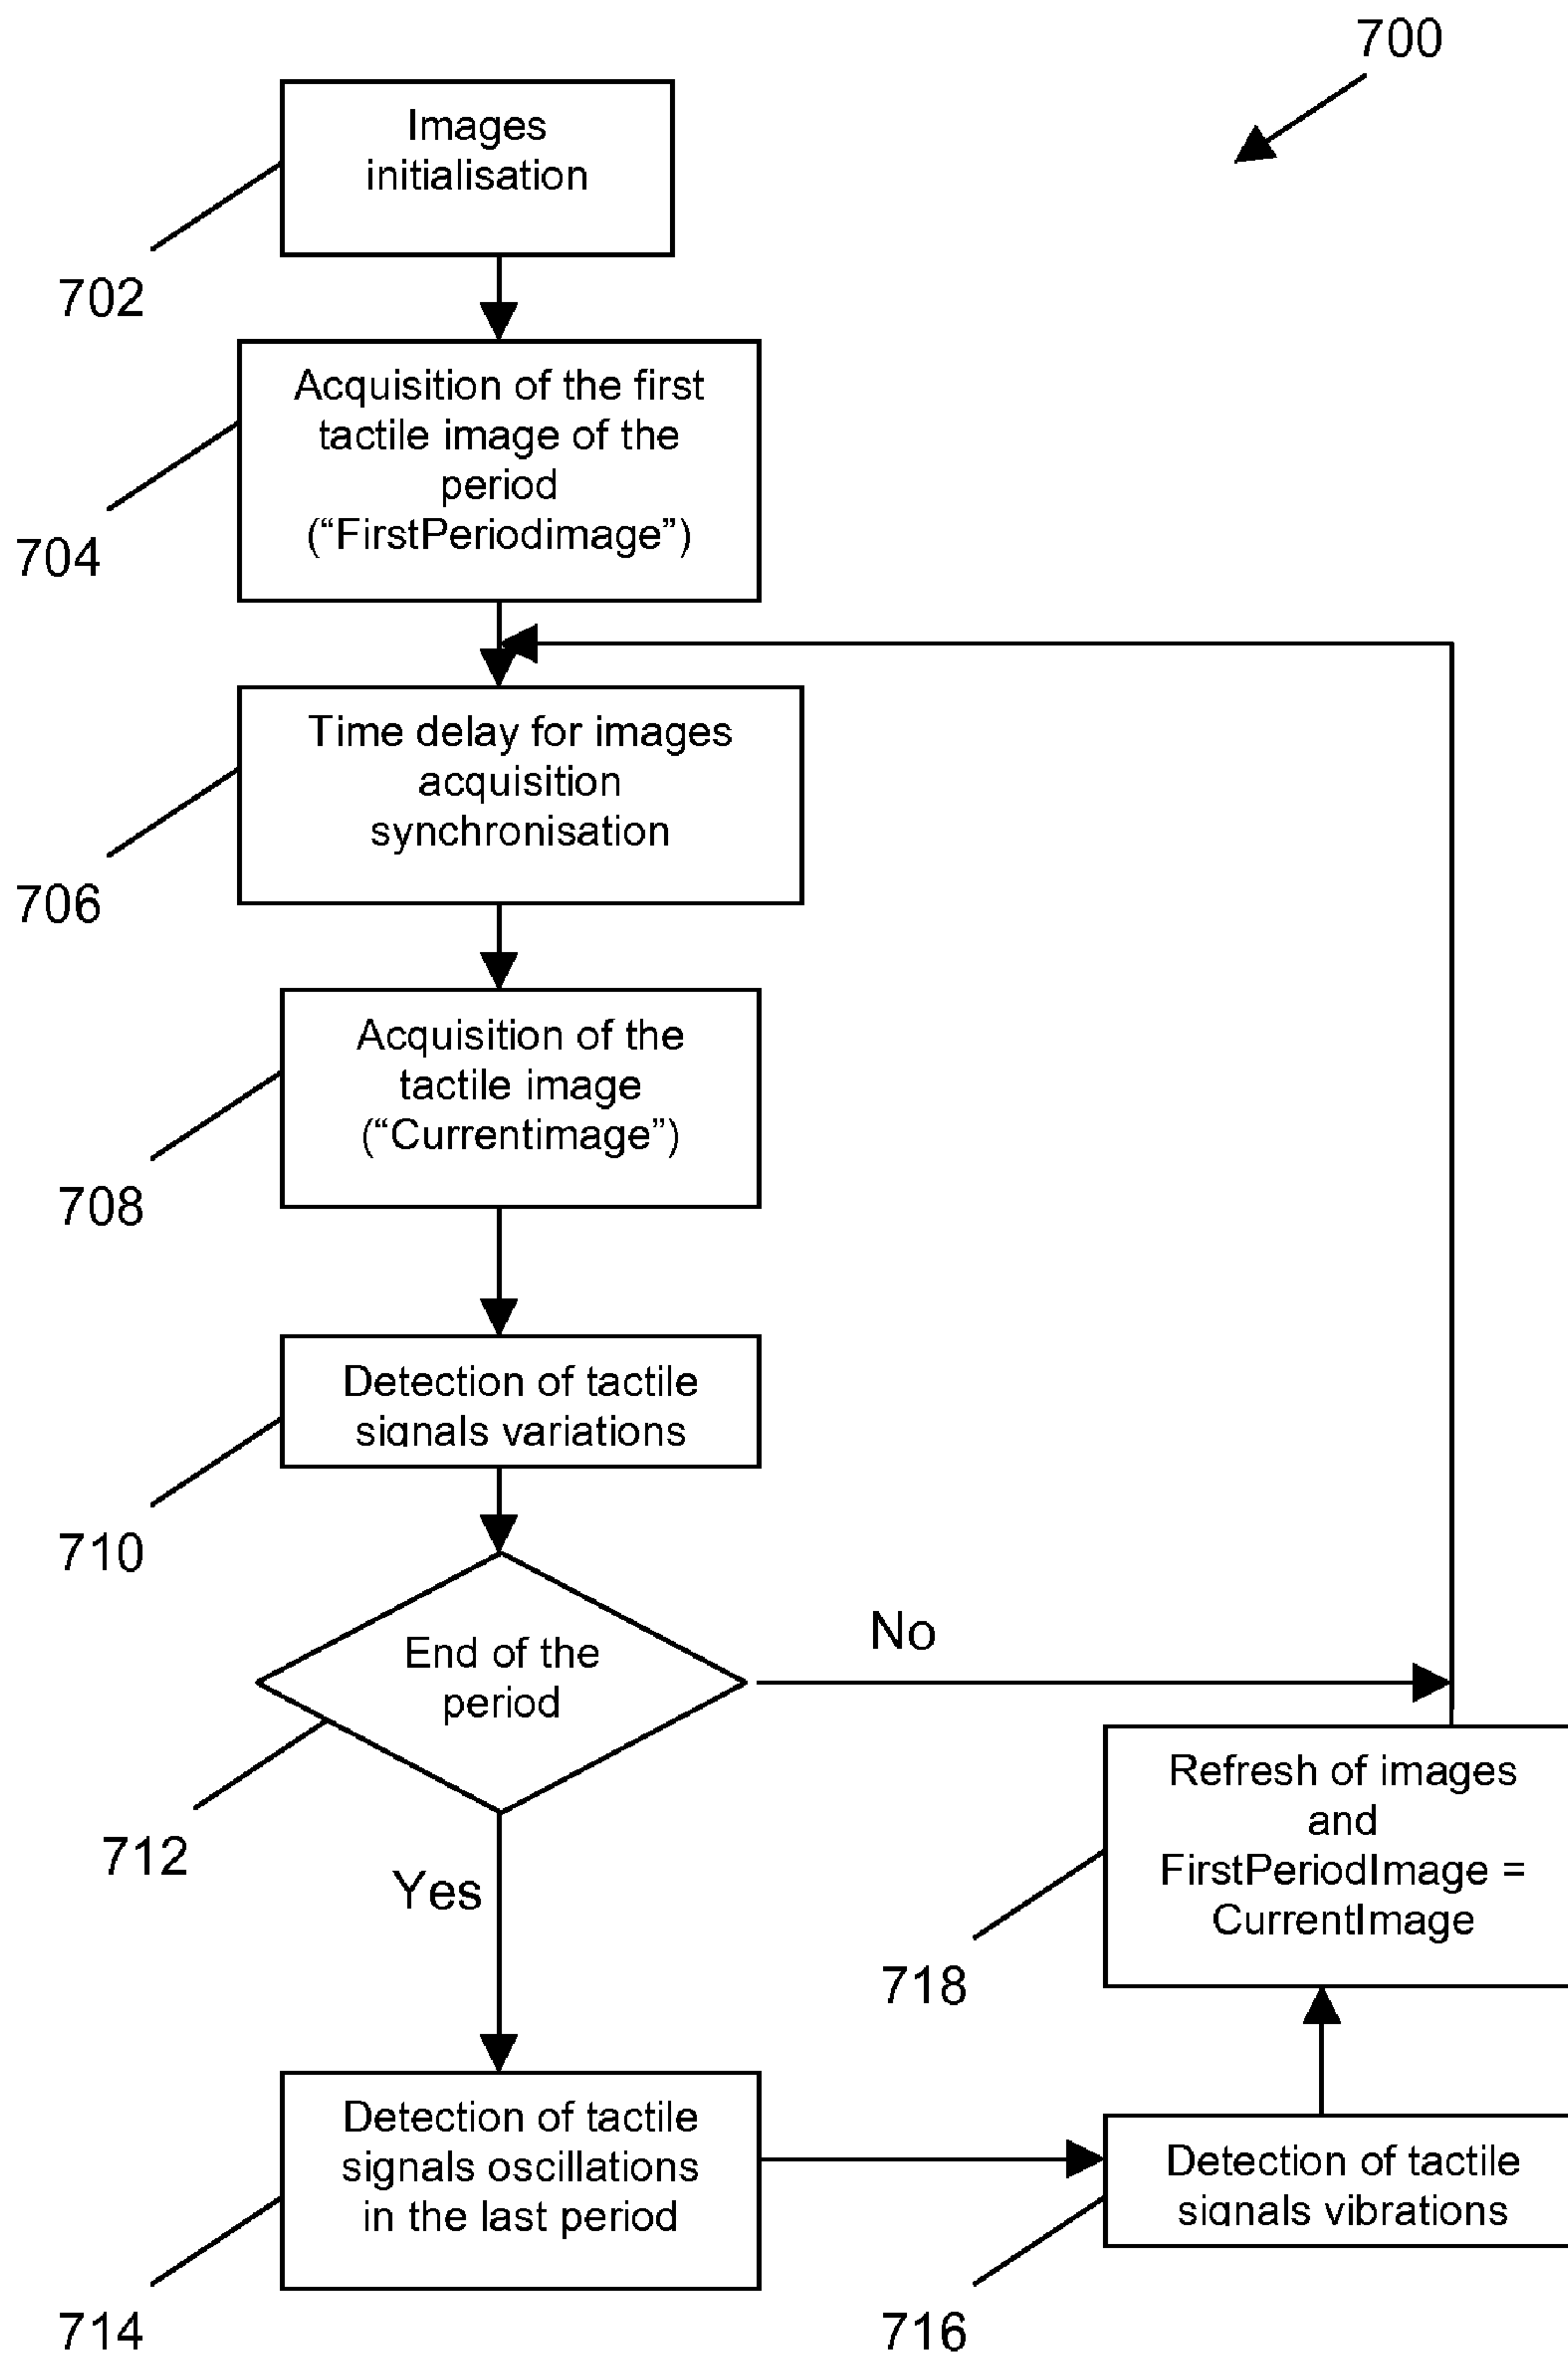 700
Images
initialisation
702
Acquisition of the first
tactile image of the
period
(“FirstPeriodimage”)
704
Time delay for images
acquisition
synchronisation
706
Acquisition of the
tactile image
(“Currentimage”)
708
Detection of tactile
signals variations
710
End of the
period
No
712
Yes
Refresh of images
and
FirstPeriodImage =
CurrentImage
718
Detection of tactile
signals oscillations
in the last period
714
Detection of tactile
signals vibrations
716